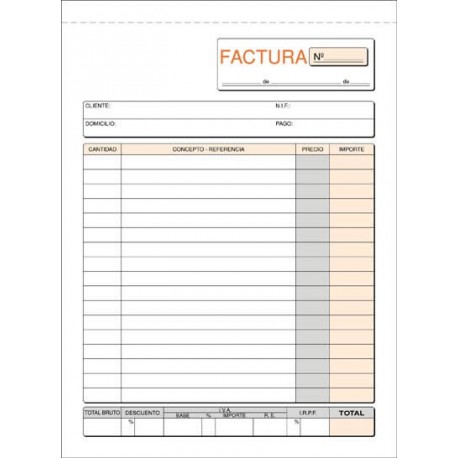 FACTURA Nº
de de
CLIENTE: N.I.F.:
DOMICILIO: PAGO:
CANTIDAD CONCEPTO - REFERENCIA PRECIO IMPORTE
TOTAL BRUTO DESCUENTO I.V.A. I.R.P.F. TOTAL
BASE % IMPORTE R. E.
% %